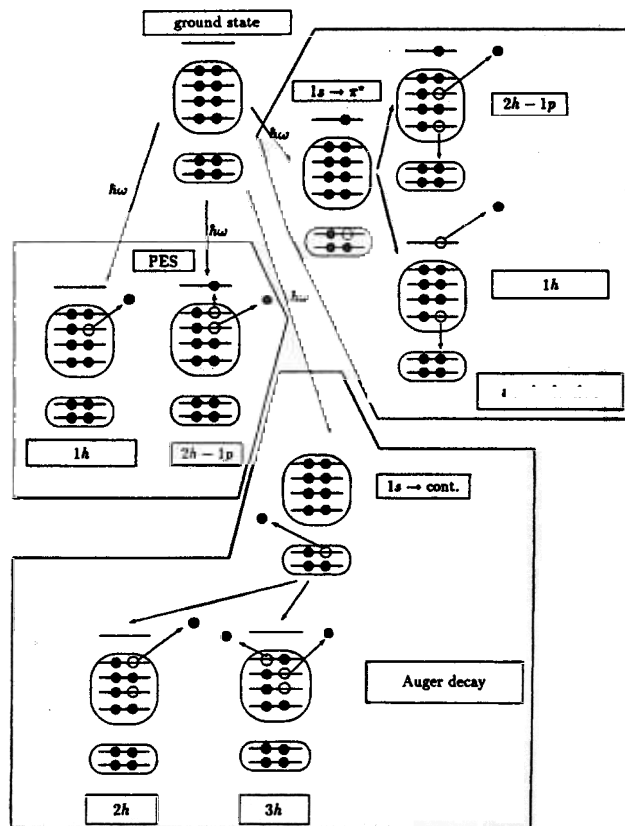 ground state
1s → π*
2h − 1p
ħω
ħω
ħω
PES
ħω
1h
1h
2h − 1p
1s → cont.
Auger decay
2h
3h